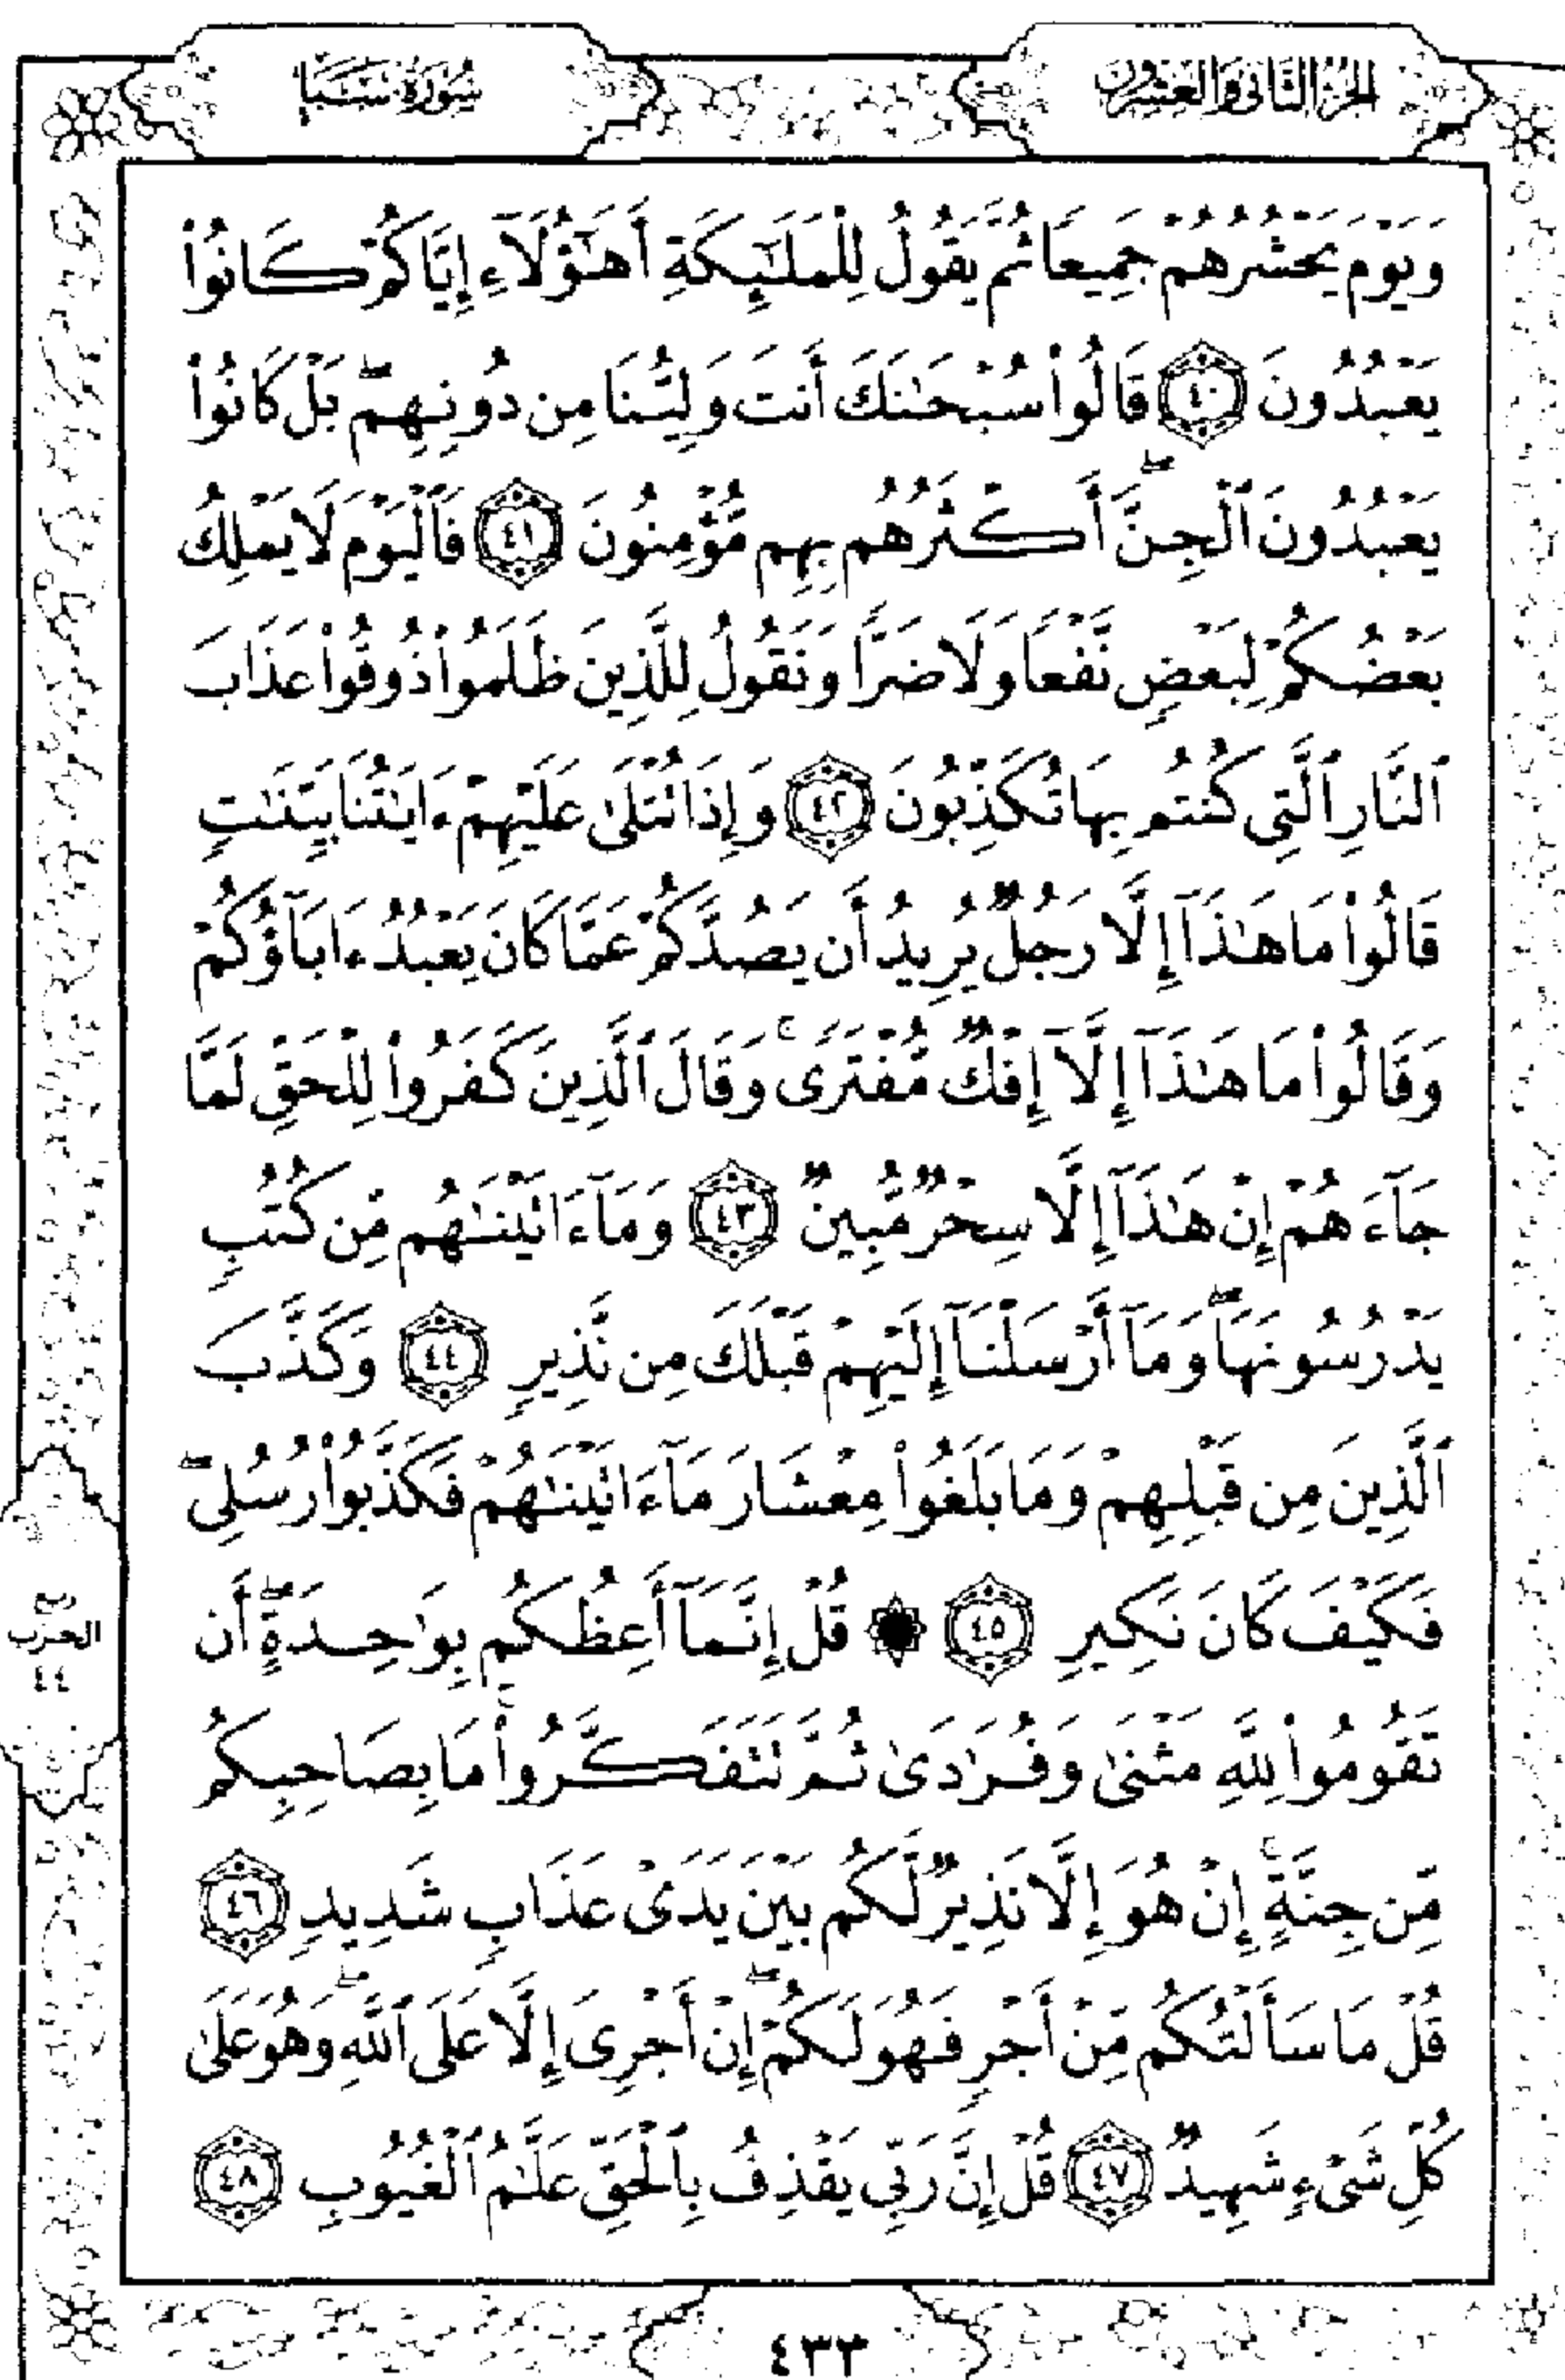 الجزء الثاني والعشرون
سورة سبأ
وَيَوْمَ يَحْشُرُهُمْ جَمِيعًا ثُمَّ يَقُولُ لِلْمَلَٰٓئِكَةِ أَهَٰٓؤُلَآءِ إِيَّاكُمْ كَانُوا۟
يَعْبُدُونَ ٤٠ قَالُوا۟ سُبْحَٰنَكَ أَنتَ وَلِيُّنَا مِن دُونِهِم ۖ بَلْ كَانُوا۟
يَعْبُدُونَ ٱلْجِنَّ ۖ أَكْثَرُهُم بِهِم مُّؤْمِنُونَ ٤١ فَٱلْيَوْمَ لَا يَمْلِكُ
بَعْضُكُمْ لِبَعْضٍ نَّفْعًا وَلَا ضَرًّا وَنَقُولُ لِلَّذِينَ ظَلَمُوا۟ ذُوقُوا۟ عَذَابَ
ٱلنَّارِ ٱلَّتِى كُنتُم بِهَا تُكَذِّبُونَ ٤٢ وَإِذَا تُتْلَىٰ عَلَيْهِمْ ءَايَٰتُنَا بَيِّنَٰتٍ
قَالُوا۟ مَا هَٰذَآ إِلَّا رَجُلٌ يُرِيدُ أَن يَصُدَّكُمْ عَمَّا كَانَ يَعْبُدُ ءَابَآؤُكُمْ
وَقَالُوا۟ مَا هَٰذَآ إِلَّآ إِفْكٌ مُّفْتَرًى ۚ وَقَالَ ٱلَّذِينَ كَفَرُوا۟ لِلْحَقِّ لَمَّا
جَآءَهُمْ إِنْ هَٰذَآ إِلَّا سِحْرٌ مُّبِينٌ ٤٣ وَمَآ ءَاتَيْنَٰهُم مِّن كُتُبٍ
يَدْرُسُونَهَا ۖ وَمَآ أَرْسَلْنَآ إِلَيْهِمْ قَبْلَكَ مِن نَّذِيرٍ ٤٤ وَكَذَّبَ
ٱلَّذِينَ مِن قَبْلِهِمْ وَمَا بَلَغُوا۟ مِعْشَارَ مَآ ءَاتَيْنَٰهُمْ فَكَذَّبُوا۟ رُسُلِى ۖ
فَكَيْفَ كَانَ نَكِيرِ ٤٥ ۞ قُلْ إِنَّمَآ أَعِظُكُم بِوَٰحِدَةٍ ۖ أَن
تَقُومُوا۟ لِلَّهِ مَثْنَىٰ وَفُرَٰدَىٰ ثُمَّ تَتَفَكَّرُوا۟ ۚ مَا بِصَاحِبِكُم
مِّن جِنَّةٍ ۚ إِنْ هُوَ إِلَّا نَذِيرٌ لَّكُم بَيْنَ يَدَىْ عَذَابٍ شَدِيدٍ ٤٦
قُلْ مَا سَأَلْتُكُم مِّنْ أَجْرٍ فَهُوَ لَكُمْ ۖ إِنْ أَجْرِىَ إِلَّا عَلَى ٱللَّهِ ۖ وَهُوَ عَلَىٰ
كُلِّ شَىْءٍ شَهِيدٌ ٤٧ قُلْ إِنَّ رَبِّى يَقْذِفُ بِٱلْحَقِّ عَلَّٰمُ ٱلْغُيُوبِ ٤٨
الحزب
٤٤
٤٣٣